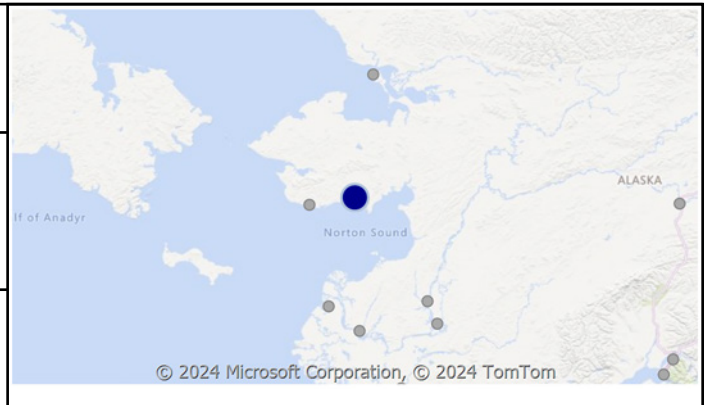 ALASKA
lf of Anadyr
Norton Sound
© 2024 Microsoft Corporation, © 2024 TomTom